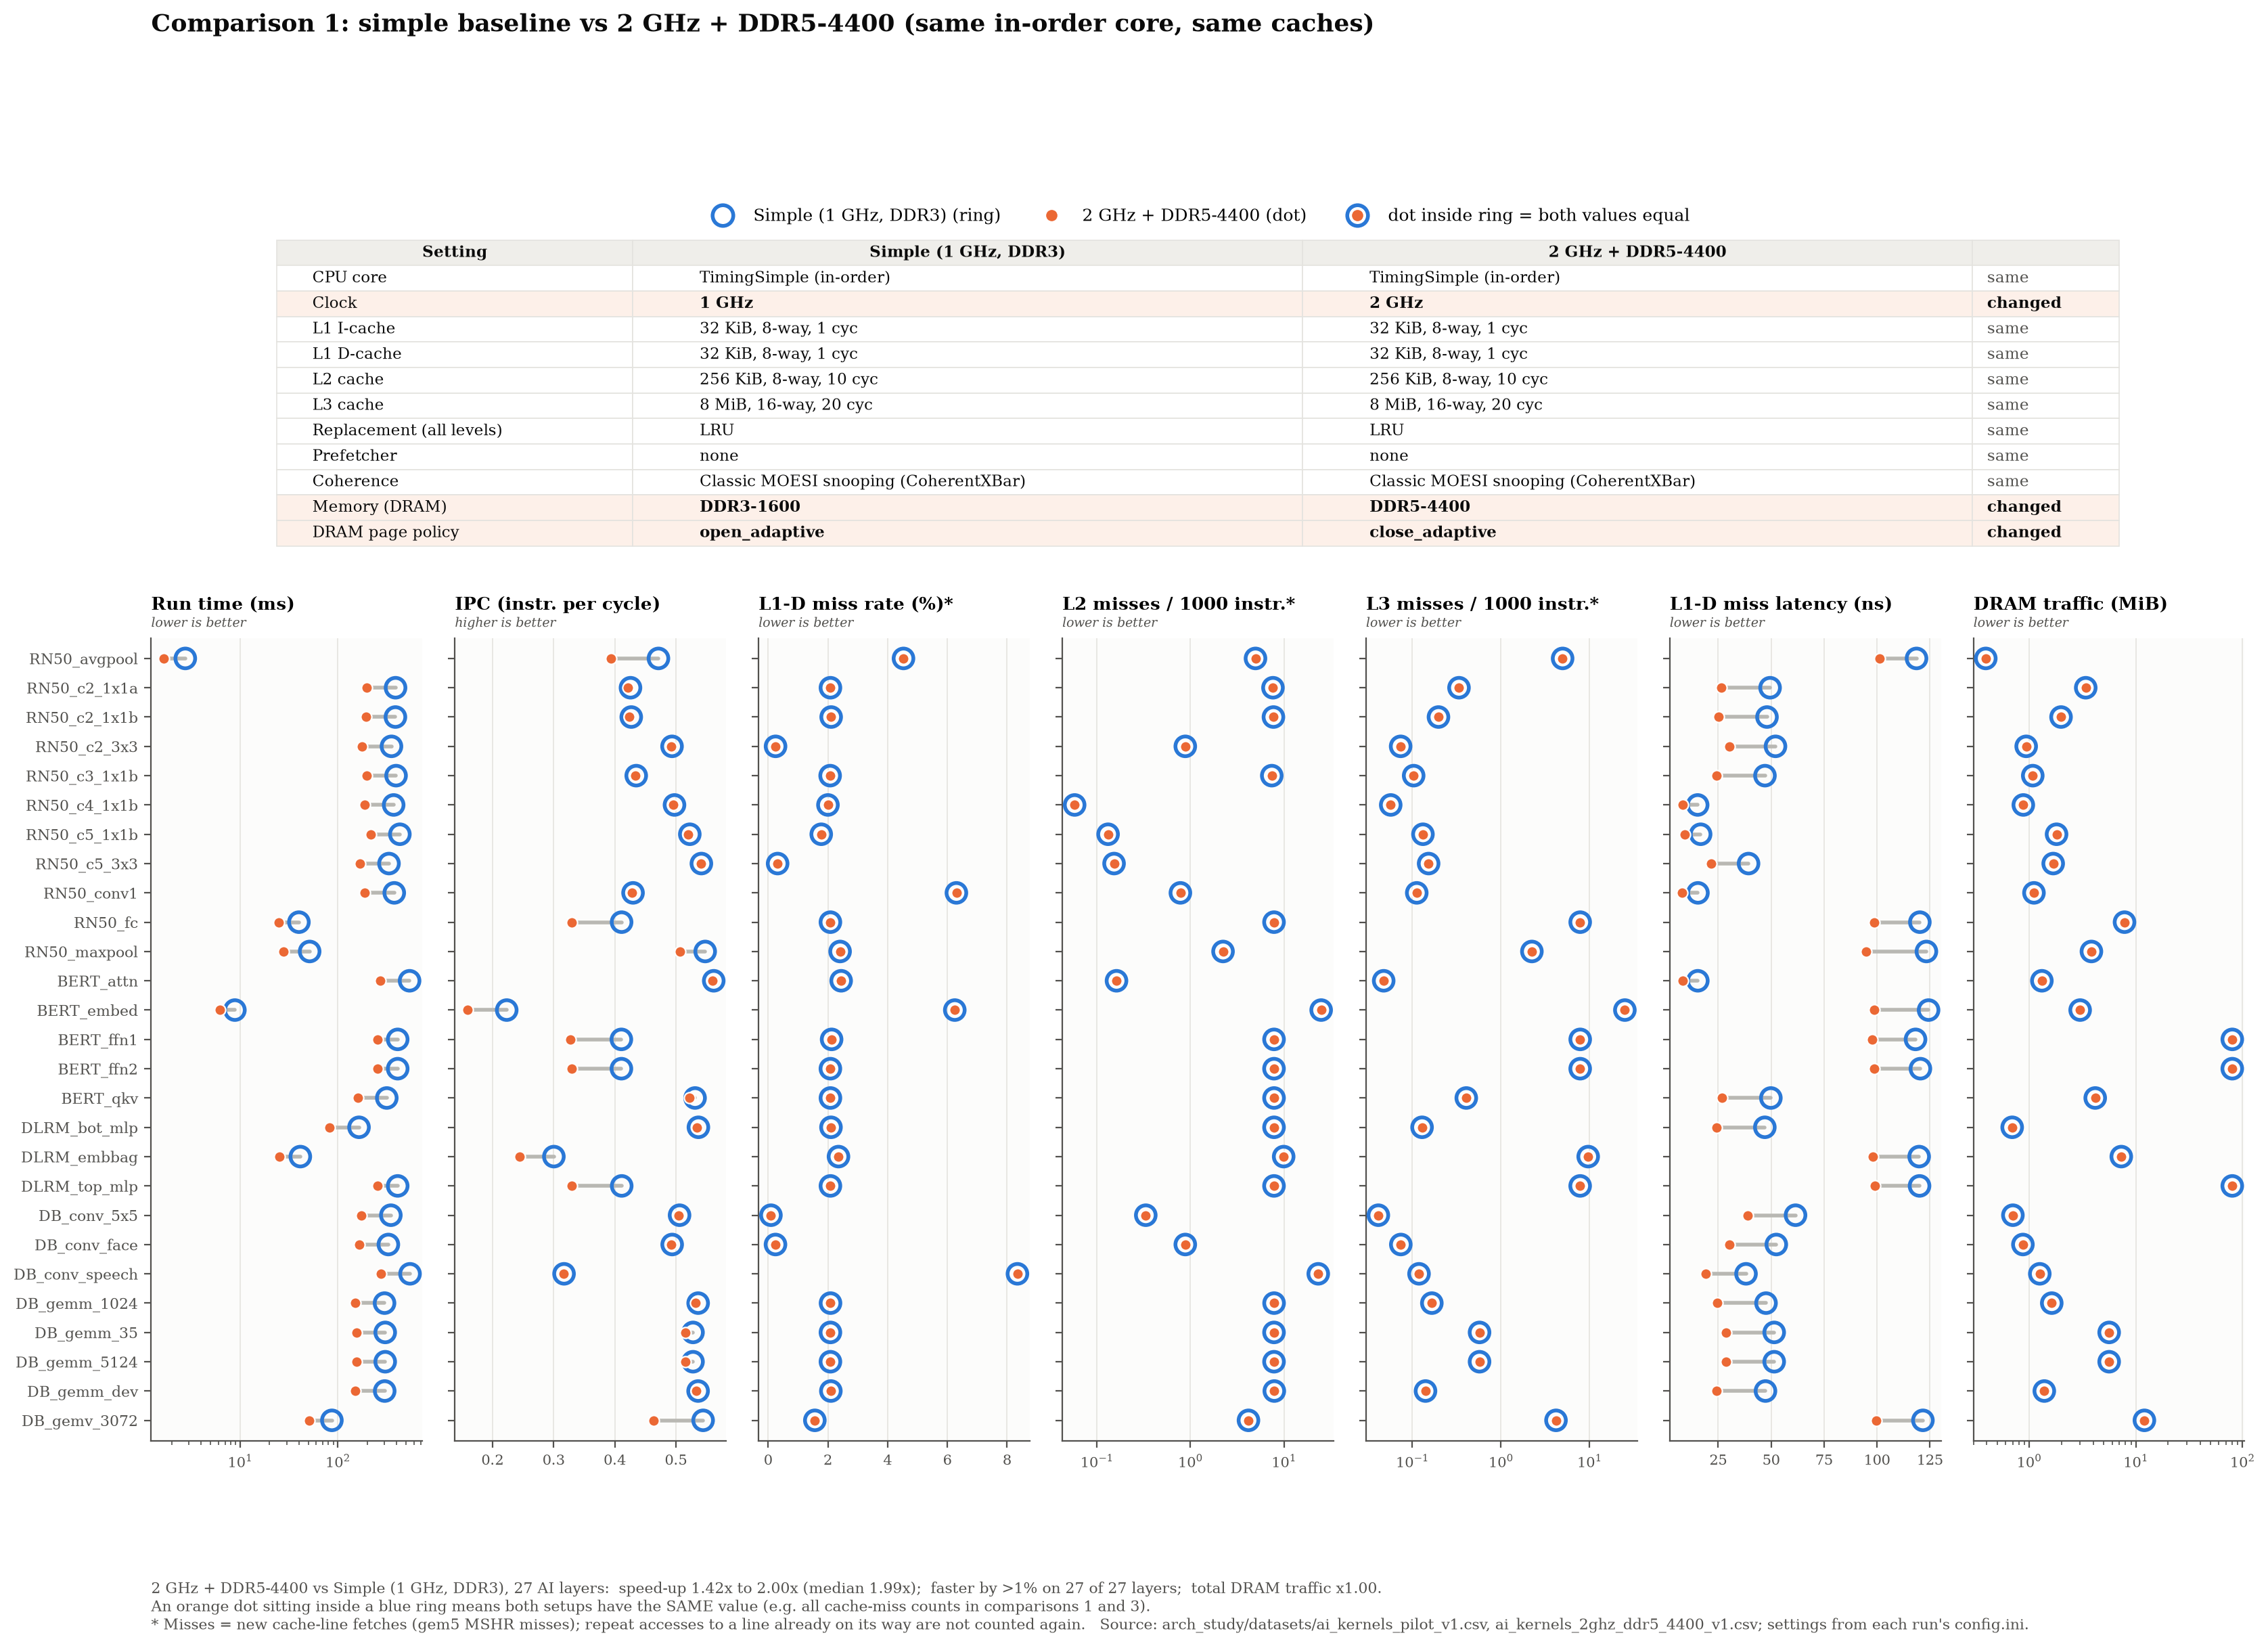 Comparison 1: simple baseline vs 2 GHz + DDR5-4400 (same in-order core, same caches)
Simple (1 GHz, DDR3) (ring) 2 GHz + DDR5-4400 (dot) dot inside ring = both values equal
Setting Simple (1 GHz, DDR3) 2 GHz + DDR5-4400
CPU core TimingSimple (in-order) TimingSimple (in-order) same
Clock 1 GHz 2 GHz changed
L1 I-cache 32 KiB, 8-way, 1 cyc 32 KiB, 8-way, 1 cyc same
L1 D-cache 32 KiB, 8-way, 1 cyc 32 KiB, 8-way, 1 cyc same
L2 cache 256 KiB, 8-way, 10 cyc 256 KiB, 8-way, 10 cyc same
L3 cache 8 MiB, 16-way, 20 cyc 8 MiB, 16-way, 20 cyc same
Replacement (all levels) LRU LRU same
Prefetcher none none same
Coherence Classic MOESI snooping (CoherentXBar) Classic MOESI snooping (CoherentXBar) same
Memory (DRAM) DDR3-1600 DDR5-4400 changed
DRAM page policy open_adaptive close_adaptive changed
Run time (ms) IPC (instr. per cycle) L1-D miss rate (%)* L2 misses / 1000 instr.* L3 misses / 1000 instr.* L1-D miss latency (ns) DRAM traffic (MiB)
lower is better higher is better lower is better lower is better lower is better lower is better lower is better
RN50_avgpool
RN50_c2_1x1a
RN50_c2_1x1b
RN50_c2_3x3
RN50_c3_1x1b
RN50_c4_1x1b
RN50_c5_1x1b
RN50_c5_3x3
RN50_conv1
RN50_fc
RN50_maxpool
BERT_attn
BERT_embed
BERT_ffn1
BERT_ffn2
BERT_qkv
DLRM_bot_mlp
DLRM_embbag
DLRM_top_mlp
DB_conv_5x5
DB_conv_face
DB_conv_speech
DB_gemm_1024
DB_gemm_35
DB_gemm_5124
DB_gemm_dev
DB_gemv_3072
10¹ 10² 0.2 0.3 0.4 0.5 0 2 4 6 8 10⁻¹ 10⁰ 10¹ 10⁻¹ 10⁰ 10¹ 25 50 75 100 125 10⁰ 10¹ 10²
2 GHz + DDR5-4400 vs Simple (1 GHz, DDR3), 27 AI layers: speed-up 1.42x to 2.00x (median 1.99x); faster by >1% on 27 of 27 layers; total DRAM traffic x1.00.
An orange dot sitting inside a blue ring means both setups have the SAME value (e.g. all cache-miss counts in comparisons 1 and 3).
* Misses = new cache-line fetches (gem5 MSHR misses); repeat accesses to a line already on its way are not counted again. Source: arch_study/datasets/ai_kernels_pilot_v1.csv, ai_kernels_2ghz_ddr5_4400_v1.csv; settings from each run's config.ini.